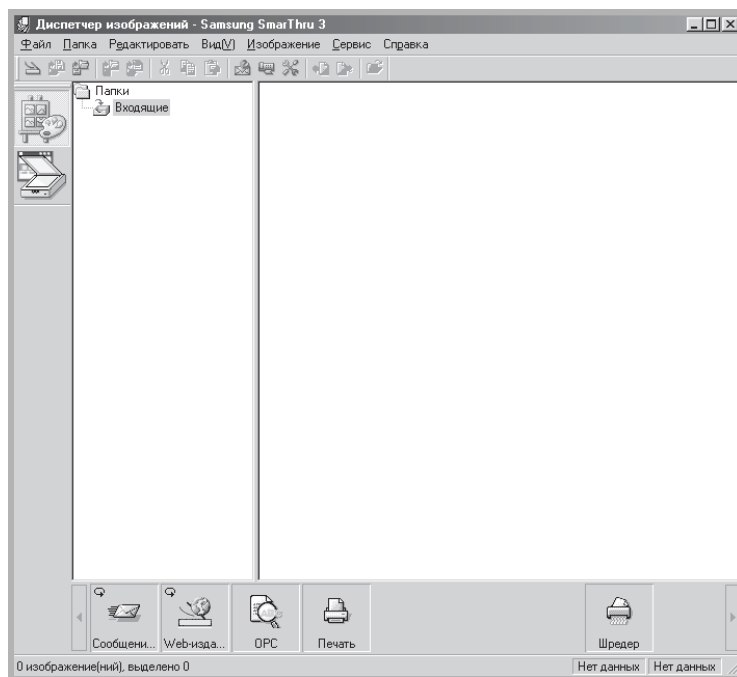 Диспетчер изображений - Samsung SmarThru 3
Файл Папка Редактировать Вид(V) Изображение Сервис Справка
Папки
Входящие
Сообщени... Web-изда... OPC Печать Шредер
0 изображение(ний), выделено 0 Нет данных Нет данных